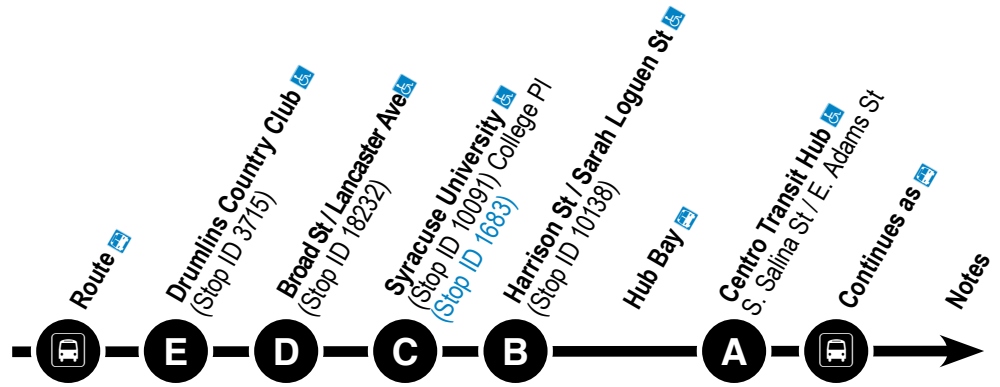 Route
Drumlins Country Club
(Stop ID 3715)
Broad St / Lancaster Ave
(Stop ID 18232)
Syracuse University
(Stop ID 10091) College Pl
(Stop ID 1683)
Harrison St / Sarah Loguen St
(Stop ID 10138)
Hub Bay
Centro Transit Hub
S. Salina St / E. Adams St
Continues as
Notes
E
D
C
B
A